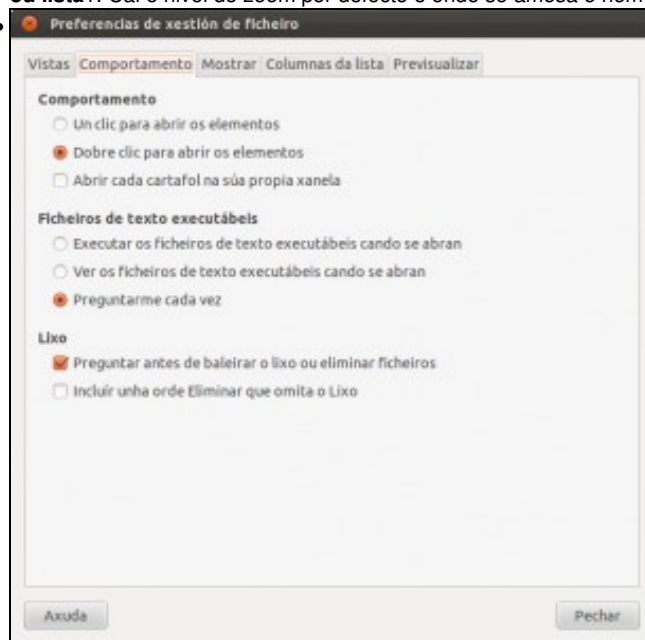 Preferencias de xestión de ficheiro
Vistas Comportamento Mostrar Columnas da lista Previsualizar
Comportamento
Un clic para abrir os elementos
Dobre clic para abrir os elementos
Abrir cada cartafol na súa propia xanela
Ficheiros de texto executábeis
Executar os ficheiros de texto executábeis cando se abran
Ver os ficheiros de texto executábeis cando se abran
Preguntarme cada vez
Lixo
Preguntar antes de baleirar o lixo ou eliminar ficheiros
Incluír unha orde Eliminar que omita o Lixo
Axuda Pechar